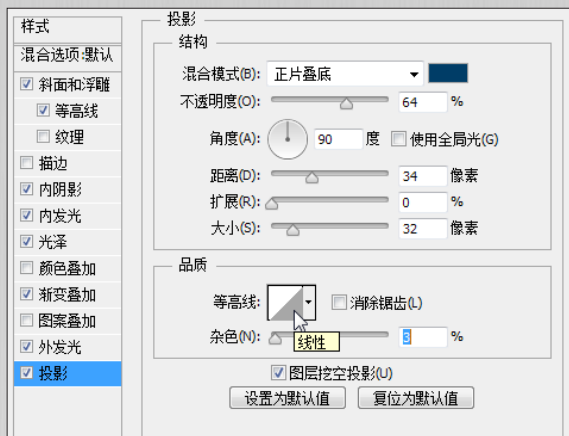 样式
混合选项:默认
斜面和浮雕
等高线
纹理
描边
内阴影
内发光
光泽
颜色叠加
渐变叠加
图案叠加
外发光
投影
投影
结构
混合模式(B): 正片叠底
不透明度(O): 64 %
角度(A): 90 度 使用全局光(G)
距离(D): 34 像素
扩展(R): 0 %
大小(S): 32 像素
品质
等高线: 消除锯齿(L)
杂色(N): 3 %
线性
图层挖空投影(U)
设置为默认值 复位为默认值